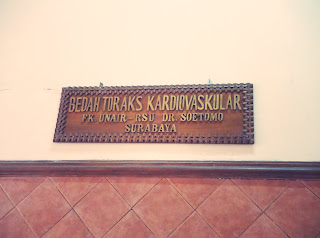 BEDAH TORAKS KARDIOVASKULAR
FK UNAIR - RSU DR SOETOMO
SURABAYA